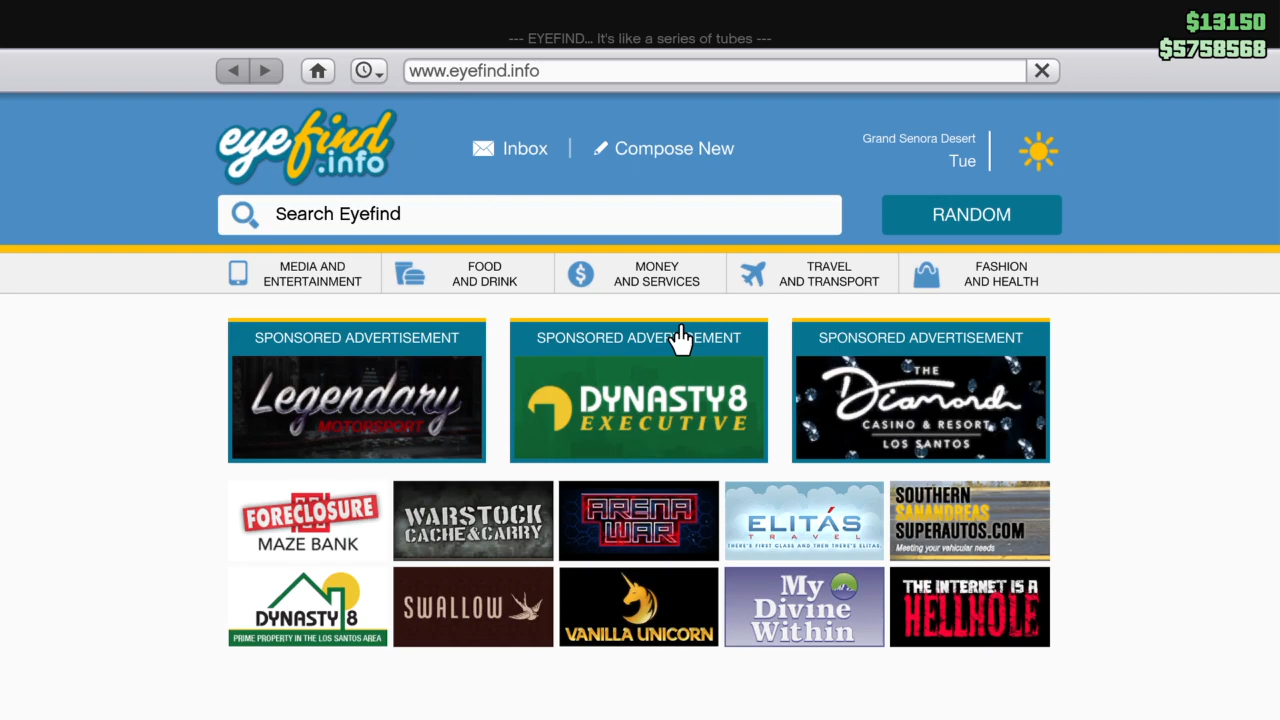 $13150
--- EYEFIND... It's like a series of tubes ---
$5758568
www.eyefind.info
eyefind
.info
Inbox
Compose New
Grand Senora Desert
Tue
Search Eyefind
RANDOM
MEDIA AND
ENTERTAINMENT
FOOD
AND DRINK
MONEY
AND SERVICES
TRAVEL
AND TRANSPORT
FASHION
AND HEALTH
SPONSORED ADVERTISEMENT
Legendary
MOTORSPORT
SPONSORED ADVERTISEMENT
DYNASTY8
EXECUTIVE
SPONSORED ADVERTISEMENT
THE
Diamond
CASINO & RESORT
LOS SANTOS
FORECLOSURE
MAZE BANK
WARSTOCK
CACHE&CARRY
ARENA
WAR
ELITÁS
TRAVEL
THERE'S FIRST CLASS AND THEN THERE'S ELITAS.
SOUTHERN
SANANDREAS
SUPERAUTOS.COM
Meeting your vehicular needs
DYNASTY 8
PRIME PROPERTY IN THE LOS SANTOS AREA
SWALLOW
VANILLA UNICORN
My
Divine
Within
THE INTERNET IS A
HELLHOLE